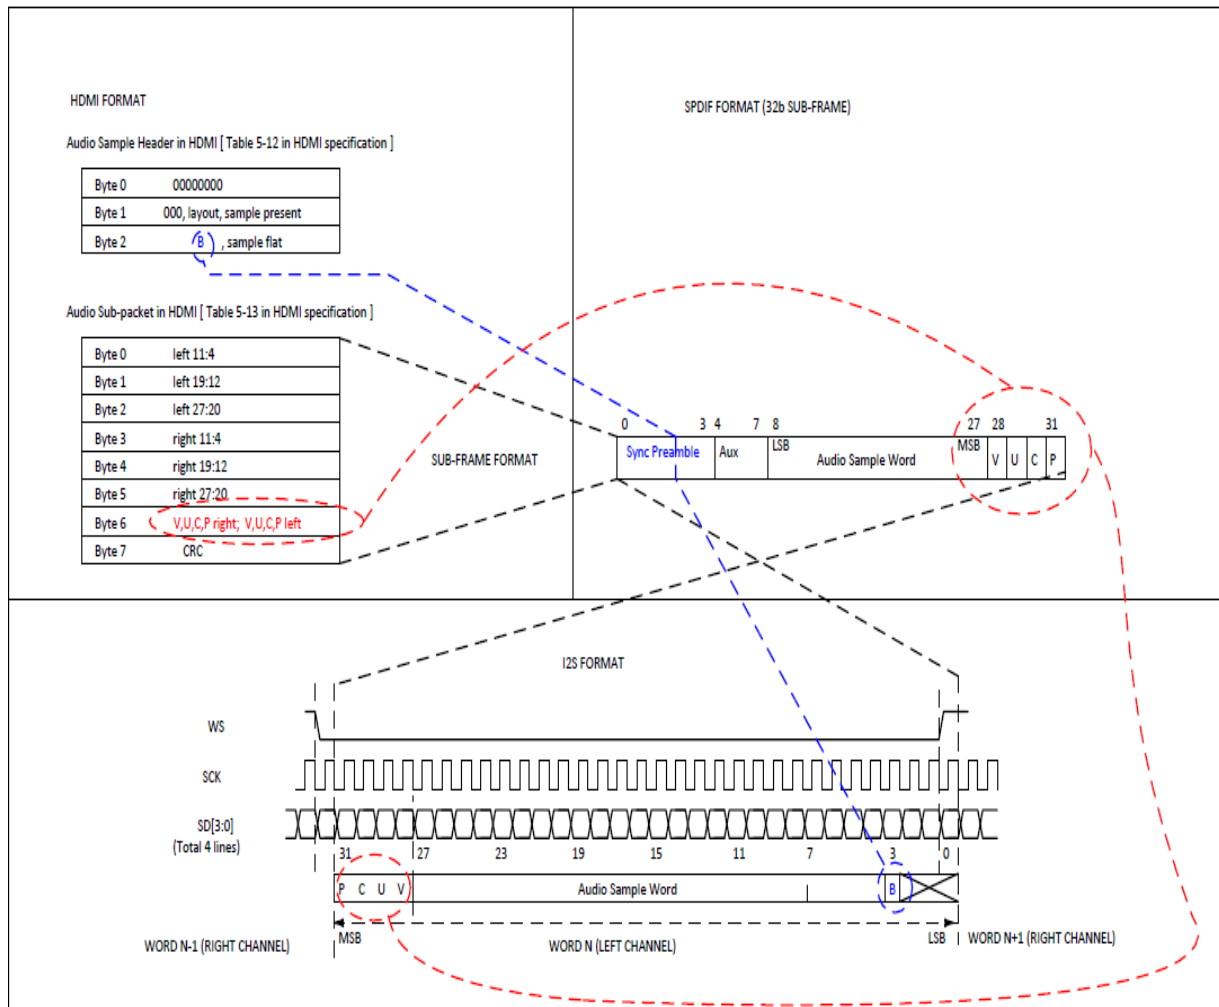 HDMI FORMAT
Audio Sample Header in HDMI [ Table 5-12 in HDMI specification ]
Byte 0 00000000
Byte 1 000, layout, sample present
Byte 2 B , sample flat
Audio Sub-packet in HDMI [ Table 5-13 in HDMI specification ]
Byte 0 left 11:4
Byte 1 left 19:12
Byte 2 left 27:20
Byte 3 right 11:4
Byte 4 right 19:12
Byte 5 right 27:20
Byte 6 V,U,C,P right; V,U,C,P left
Byte 7 CRC
SUB-FRAME FORMAT
SPDIF FORMAT (32b SUB-FRAME)
0 3 4 7 8 27 28 31
Sync Preamble Aux LSB Audio Sample Word MSB V U C P
I2S FORMAT
WS
SCK
SD[3:0]
(Total 4 lines)
31 27 23 19 15 11 7 3 0
P C U V Audio Sample Word B
WORD N-1 (RIGHT CHANNEL) MSB WORD N (LEFT CHANNEL) LSB WORD N+1 (RIGHT CHANNEL)